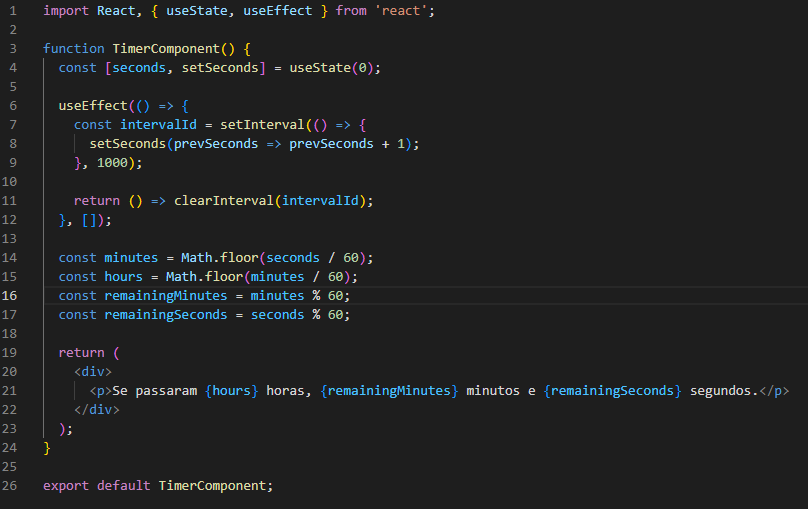 1 import React, { useState, useEffect } from 'react';
2
3 function TimerComponent() {
4   const [seconds, setSeconds] = useState(0);
5
6   useEffect(() => {
7     const intervalId = setInterval(() => {
8       setSeconds(prevSeconds => prevSeconds + 1);
9     }, 1000);
10
11     return () => clearInterval(intervalId);
12   }, []);
13
14   const minutes = Math.floor(seconds / 60);
15   const hours = Math.floor(minutes / 60);
16   const remainingMinutes = minutes % 60;
17   const remainingSeconds = seconds % 60;
18
19   return (
20     <div>
21       <p>Se passaram {hours} horas, {remainingMinutes} minutos e {remainingSeconds} segundos.</p>
22     </div>
23   );
24 }
25
26 export default TimerComponent;